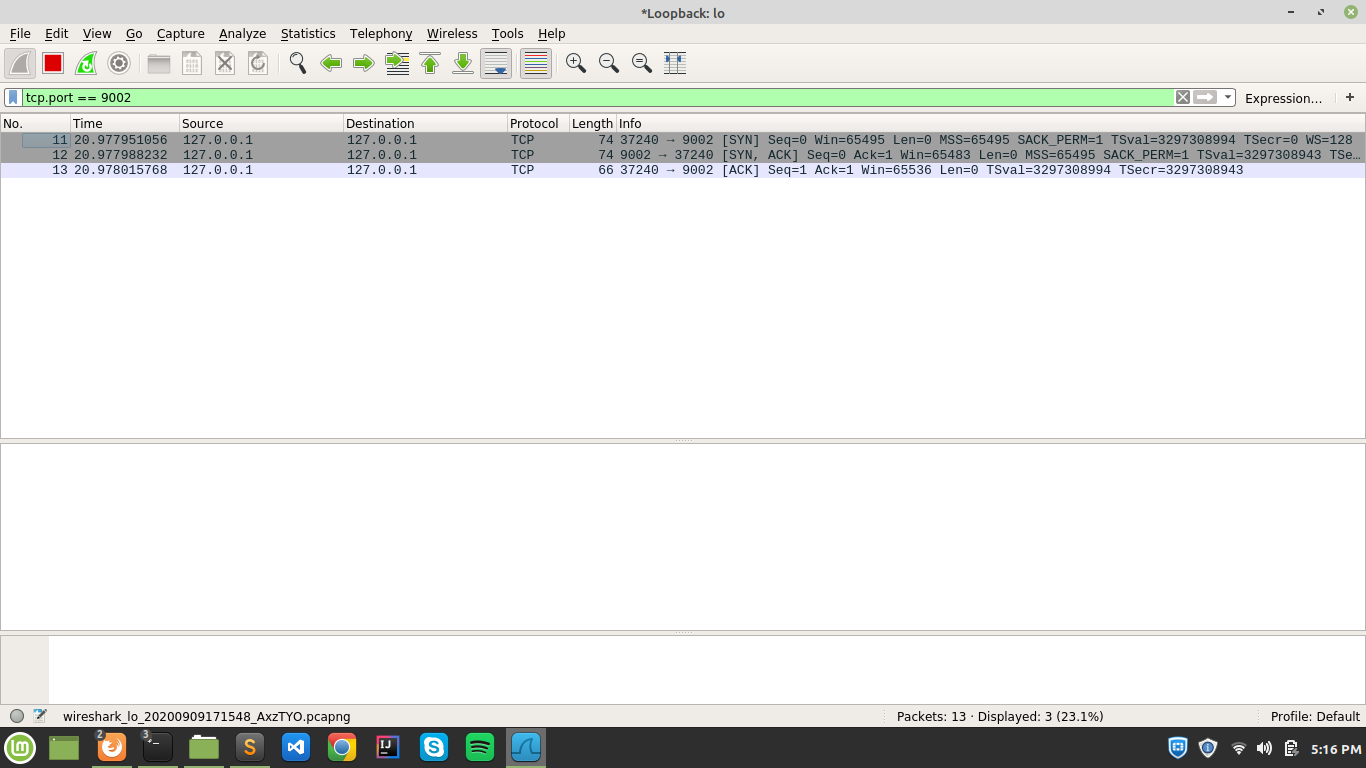 *Loopback: lo
File Edit View Go Capture Analyze Statistics Telephony Wireless Tools Help
tcp.port == 9002 Expression… +
No. Time Source Destination Protocol Length Info
11 20.977951056 127.0.0.1 127.0.0.1 TCP 74 37240 → 9002 [SYN] Seq=0 Win=65495 Len=0 MSS=65495 SACK_PERM=1 TSval=3297308994 TSecr=0 WS=128
12 20.977988232 127.0.0.1 127.0.0.1 TCP 74 9002 → 37240 [SYN, ACK] Seq=0 Ack=1 Win=65483 Len=0 MSS=65495 SACK_PERM=1 TSval=3297308943 TSe…
13 20.978015768 127.0.0.1 127.0.0.1 TCP 66 37240 → 9002 [ACK] Seq=1 Ack=1 Win=65536 Len=0 TSval=3297308994 TSecr=3297308943
wireshark_lo_20200909171548_AxzTYO.pcapng Packets: 13 · Displayed: 3 (23.1%) Profile: Default
2 3 >_ S IJ S 5:16 PM